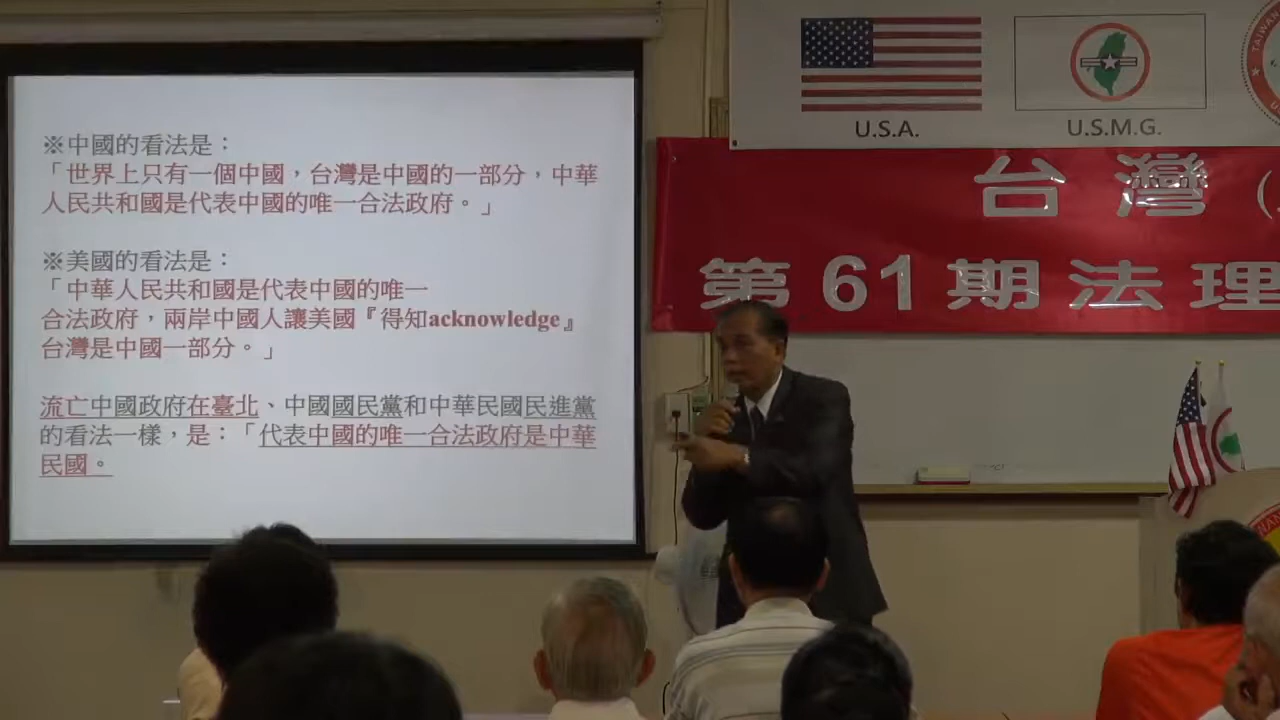 ※中國的看法是：
「世界上只有一個中國，台灣是中國的一部分，中華
人民共和國是代表中國的唯一合法政府。」
※美國的看法是：
「中華人民共和國是代表中國的唯一
合法政府，兩岸中國人讓美國『得知acknowledge』
台灣是中國一部分。」
流亡中國政府在臺北、中國國民黨和中華民國民進黨
的看法一樣，是：「代表中國的唯一合法政府是中華
民國。
U.S.A.
U.S.M.G.
台灣(
第61期法理